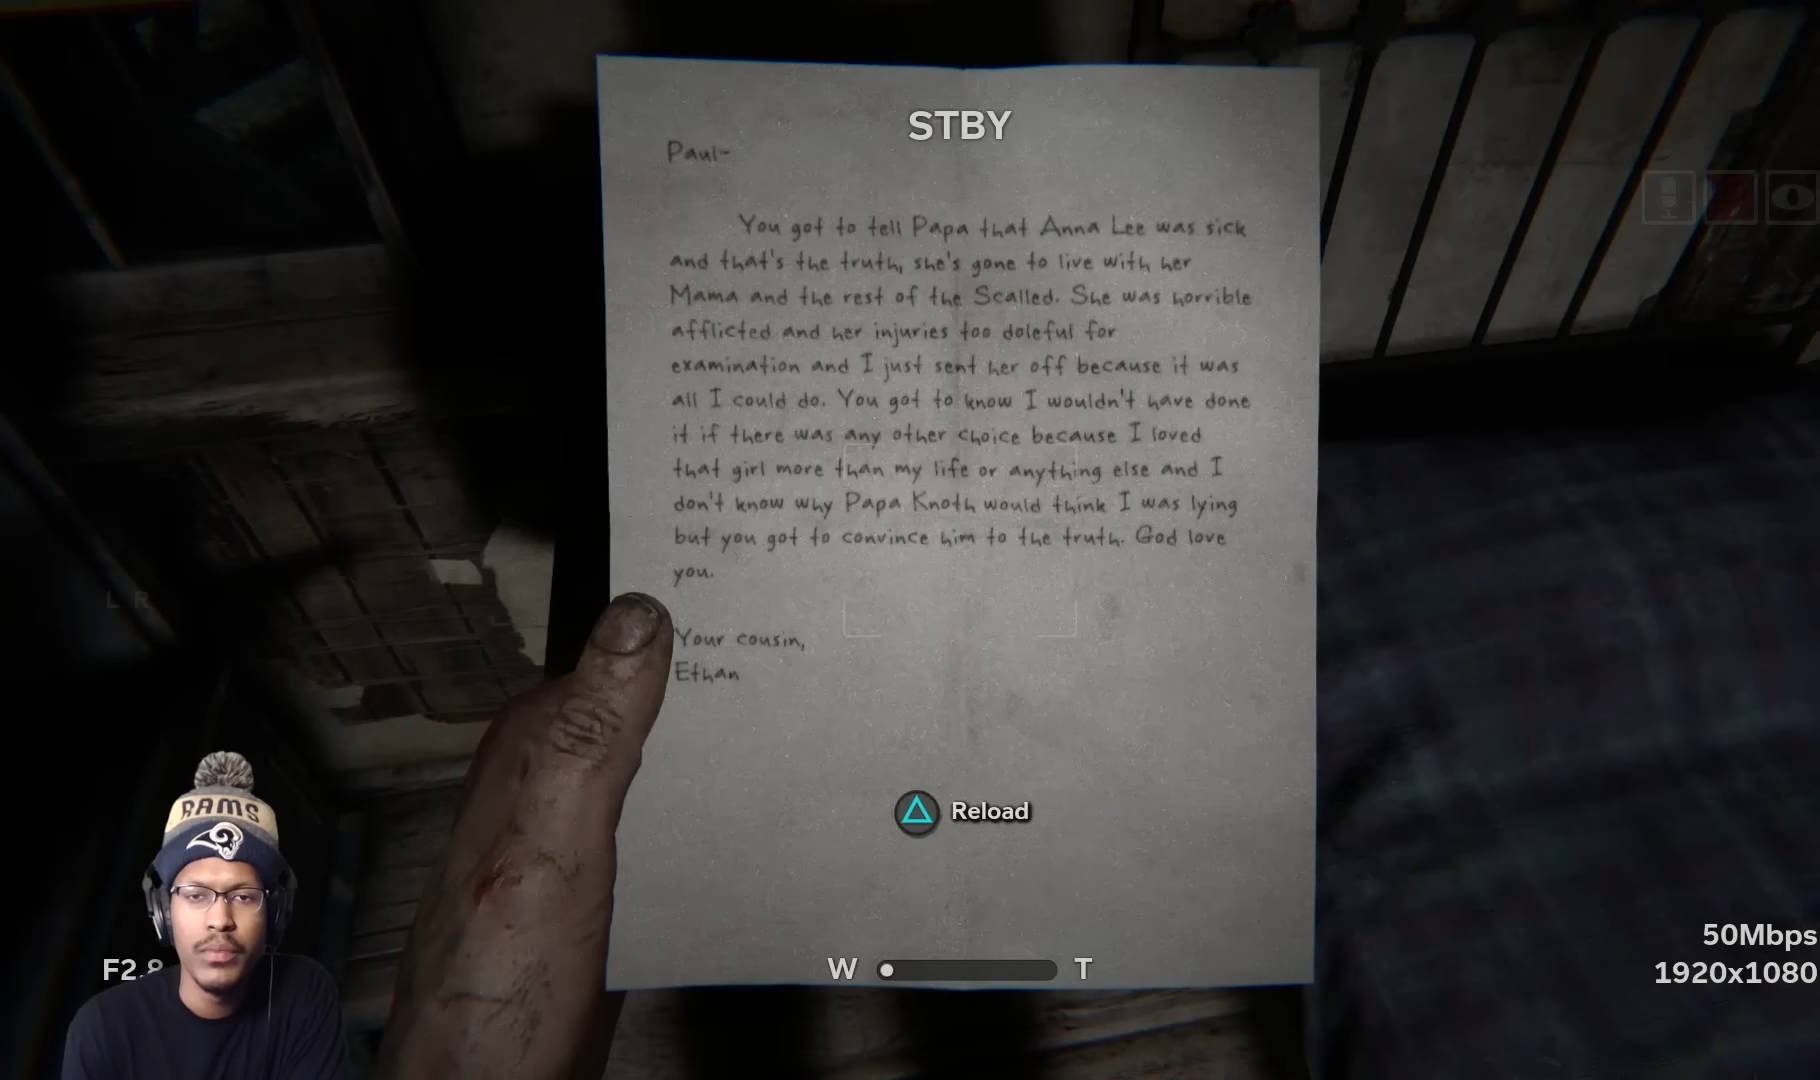 STBY
Paul-
You got to tell Papa that Anna Lee was sick
and that's the truth, she's gone to live with her
Mama and the rest of the Scalled. She was horrible
afflicted and her injuries too doleful for
examination and I just sent her off because it was
all I could do. You got to know I wouldn't have done
it if there was any other choice because I loved
that girl more than my life or anything else and I
don't know why Papa Knoth would think I was lying
but you got to convince him to the truth. God love
you.
Your cousin,
Ethan
L R
Reload
RAMS
F2.8
W T
50Mbps
1920x1080